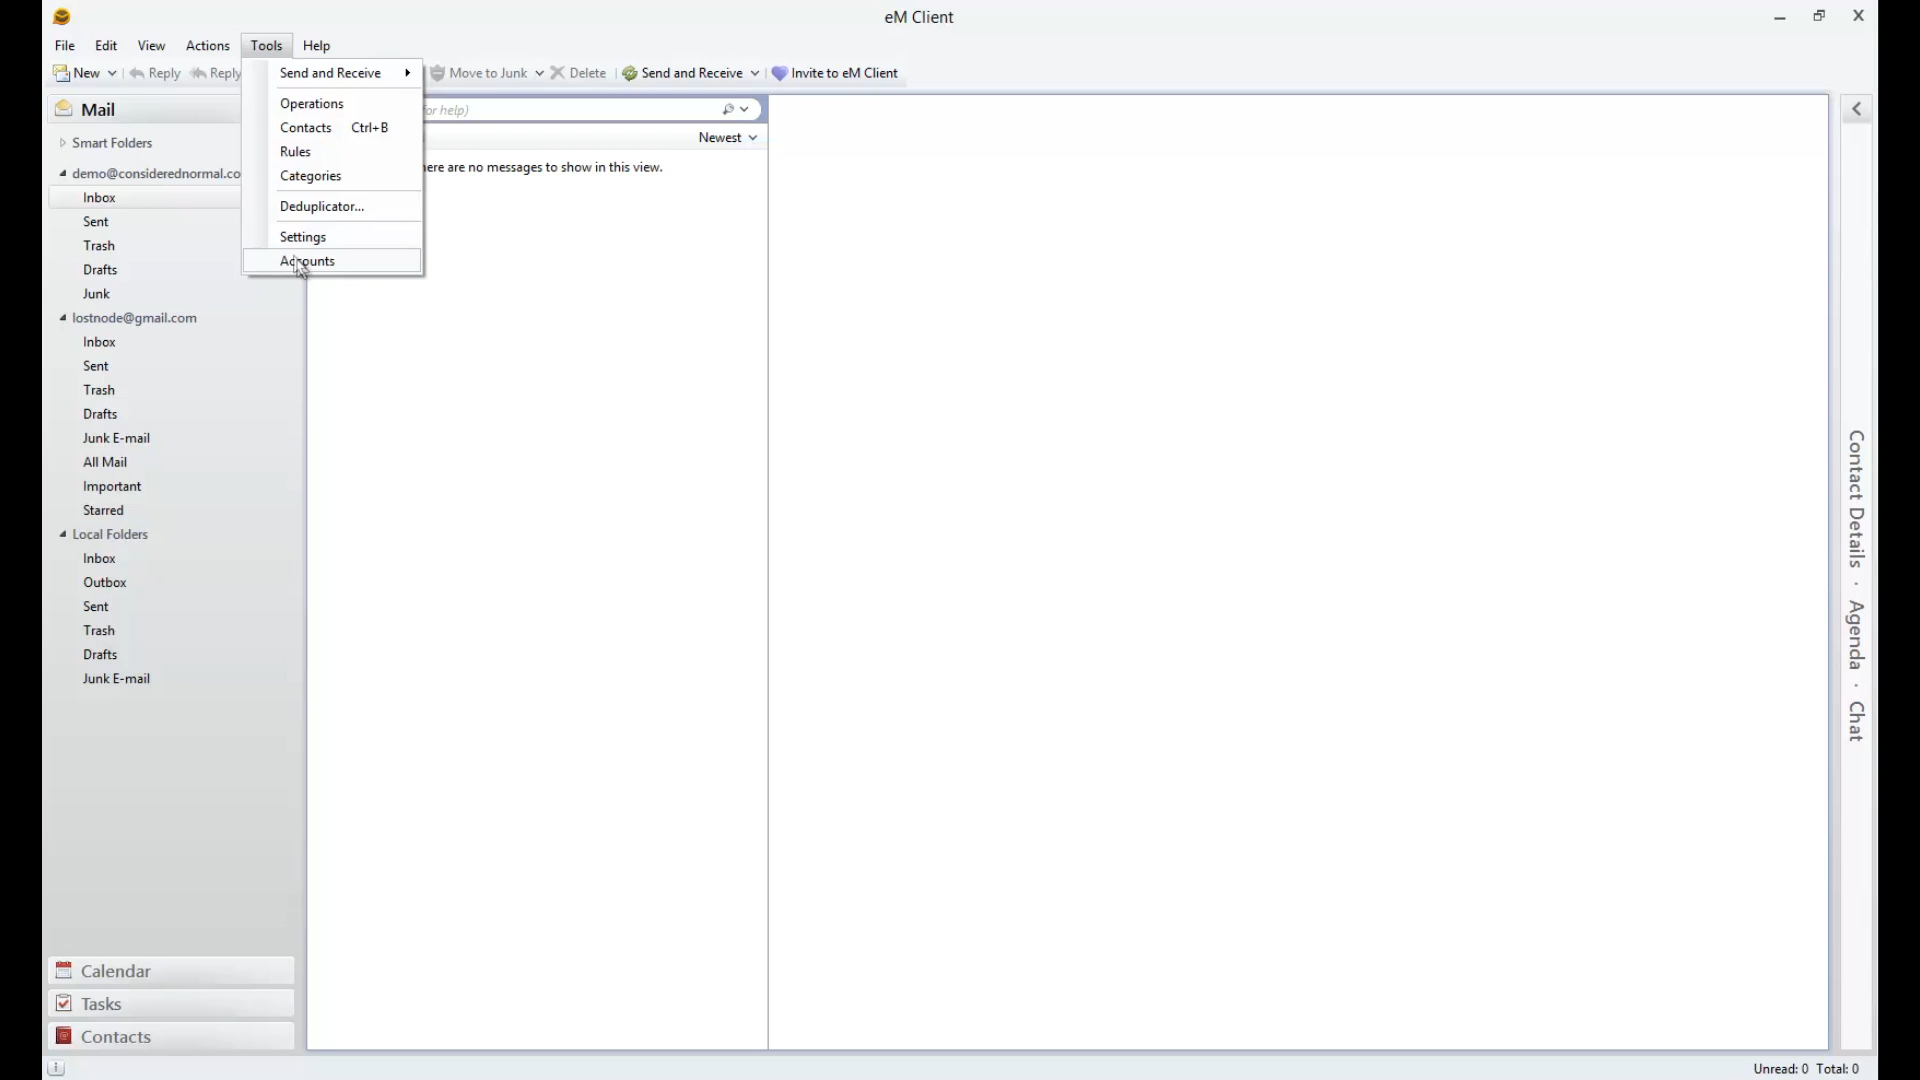 eM Client
File Edit View Actions Tools Help
New Reply Reply Move to Junk Delete Send and Receive Invite to eM Client
Send and Receive
Operations
Contacts Ctrl+B
Rules
Categories
Deduplicator...
Settings
Accounts
for help)
Newest
here are no messages to show in this view.
Mail
Smart Folders
demo@considerednormal.co
Inbox
Sent
Trash
Drafts
Junk
lostnode@gmail.com
Inbox
Sent
Trash
Drafts
Junk E-mail
All Mail
Important
Starred
Local Folders
Inbox
Outbox
Sent
Trash
Drafts
Junk E-mail
Calendar
Tasks
Contacts
Contact Details · Agenda · Chat
Unread: 0 Total: 0